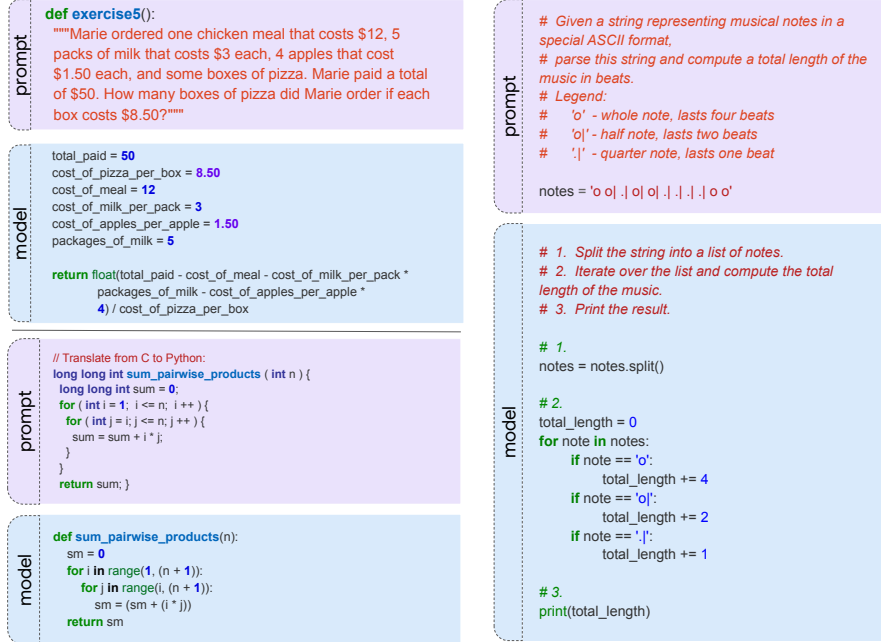 prompt
def exercise5():
"""Marie ordered one chicken meal that costs $12, 5
packs of milk that costs $3 each, 4 apples that cost
$1.50 each, and some boxes of pizza. Marie paid a total
of $50. How many boxes of pizza did Marie order if each
box costs $8.50?"""
model
total_paid = 50
cost_of_pizza_per_box = 8.50
cost_of_meal = 12
cost_of_milk_per_pack = 3
cost_of_apples_per_apple = 1.50
packages_of_milk = 5
return float(total_paid - cost_of_meal - cost_of_milk_per_pack *
packages_of_milk - cost_of_apples_per_apple *
4) / cost_of_pizza_per_box
prompt
// Translate from C to Python:
long long int sum_pairwise_products ( int n ) {
long long int sum = 0;
for ( int i = 1;  i <= n;  i ++ ) {
for ( int j = i; j <= n; j ++ ) {
sum = sum + i * j;
}
}
return sum; }
model
def sum_pairwise_products(n):
sm = 0
for i in range(1, (n + 1)):
for j in range(i, (n + 1)):
sm = (sm + (i * j))
return sm
prompt
# Given a string representing musical notes in a
special ASCII format,
# parse this string and compute a total length of the
music in beats.
# Legend:
# 'o' - whole note, lasts four beats
# 'o|' - half note, lasts two beats
# '.|' - quarter note, lasts one beat
notes = 'o o| .| o| o| .| .| .| .| o o'
model
# 1. Split the string into a list of notes.
# 2. Iterate over the list and compute the total
length of the music.
# 3. Print the result.
# 1.
notes = notes.split()
# 2.
total_length = 0
for note in notes:
if note == 'o':
total_length += 4
if note == 'o|':
total_length += 2
if note == '.|':
total_length += 1
# 3.
print(total_length)